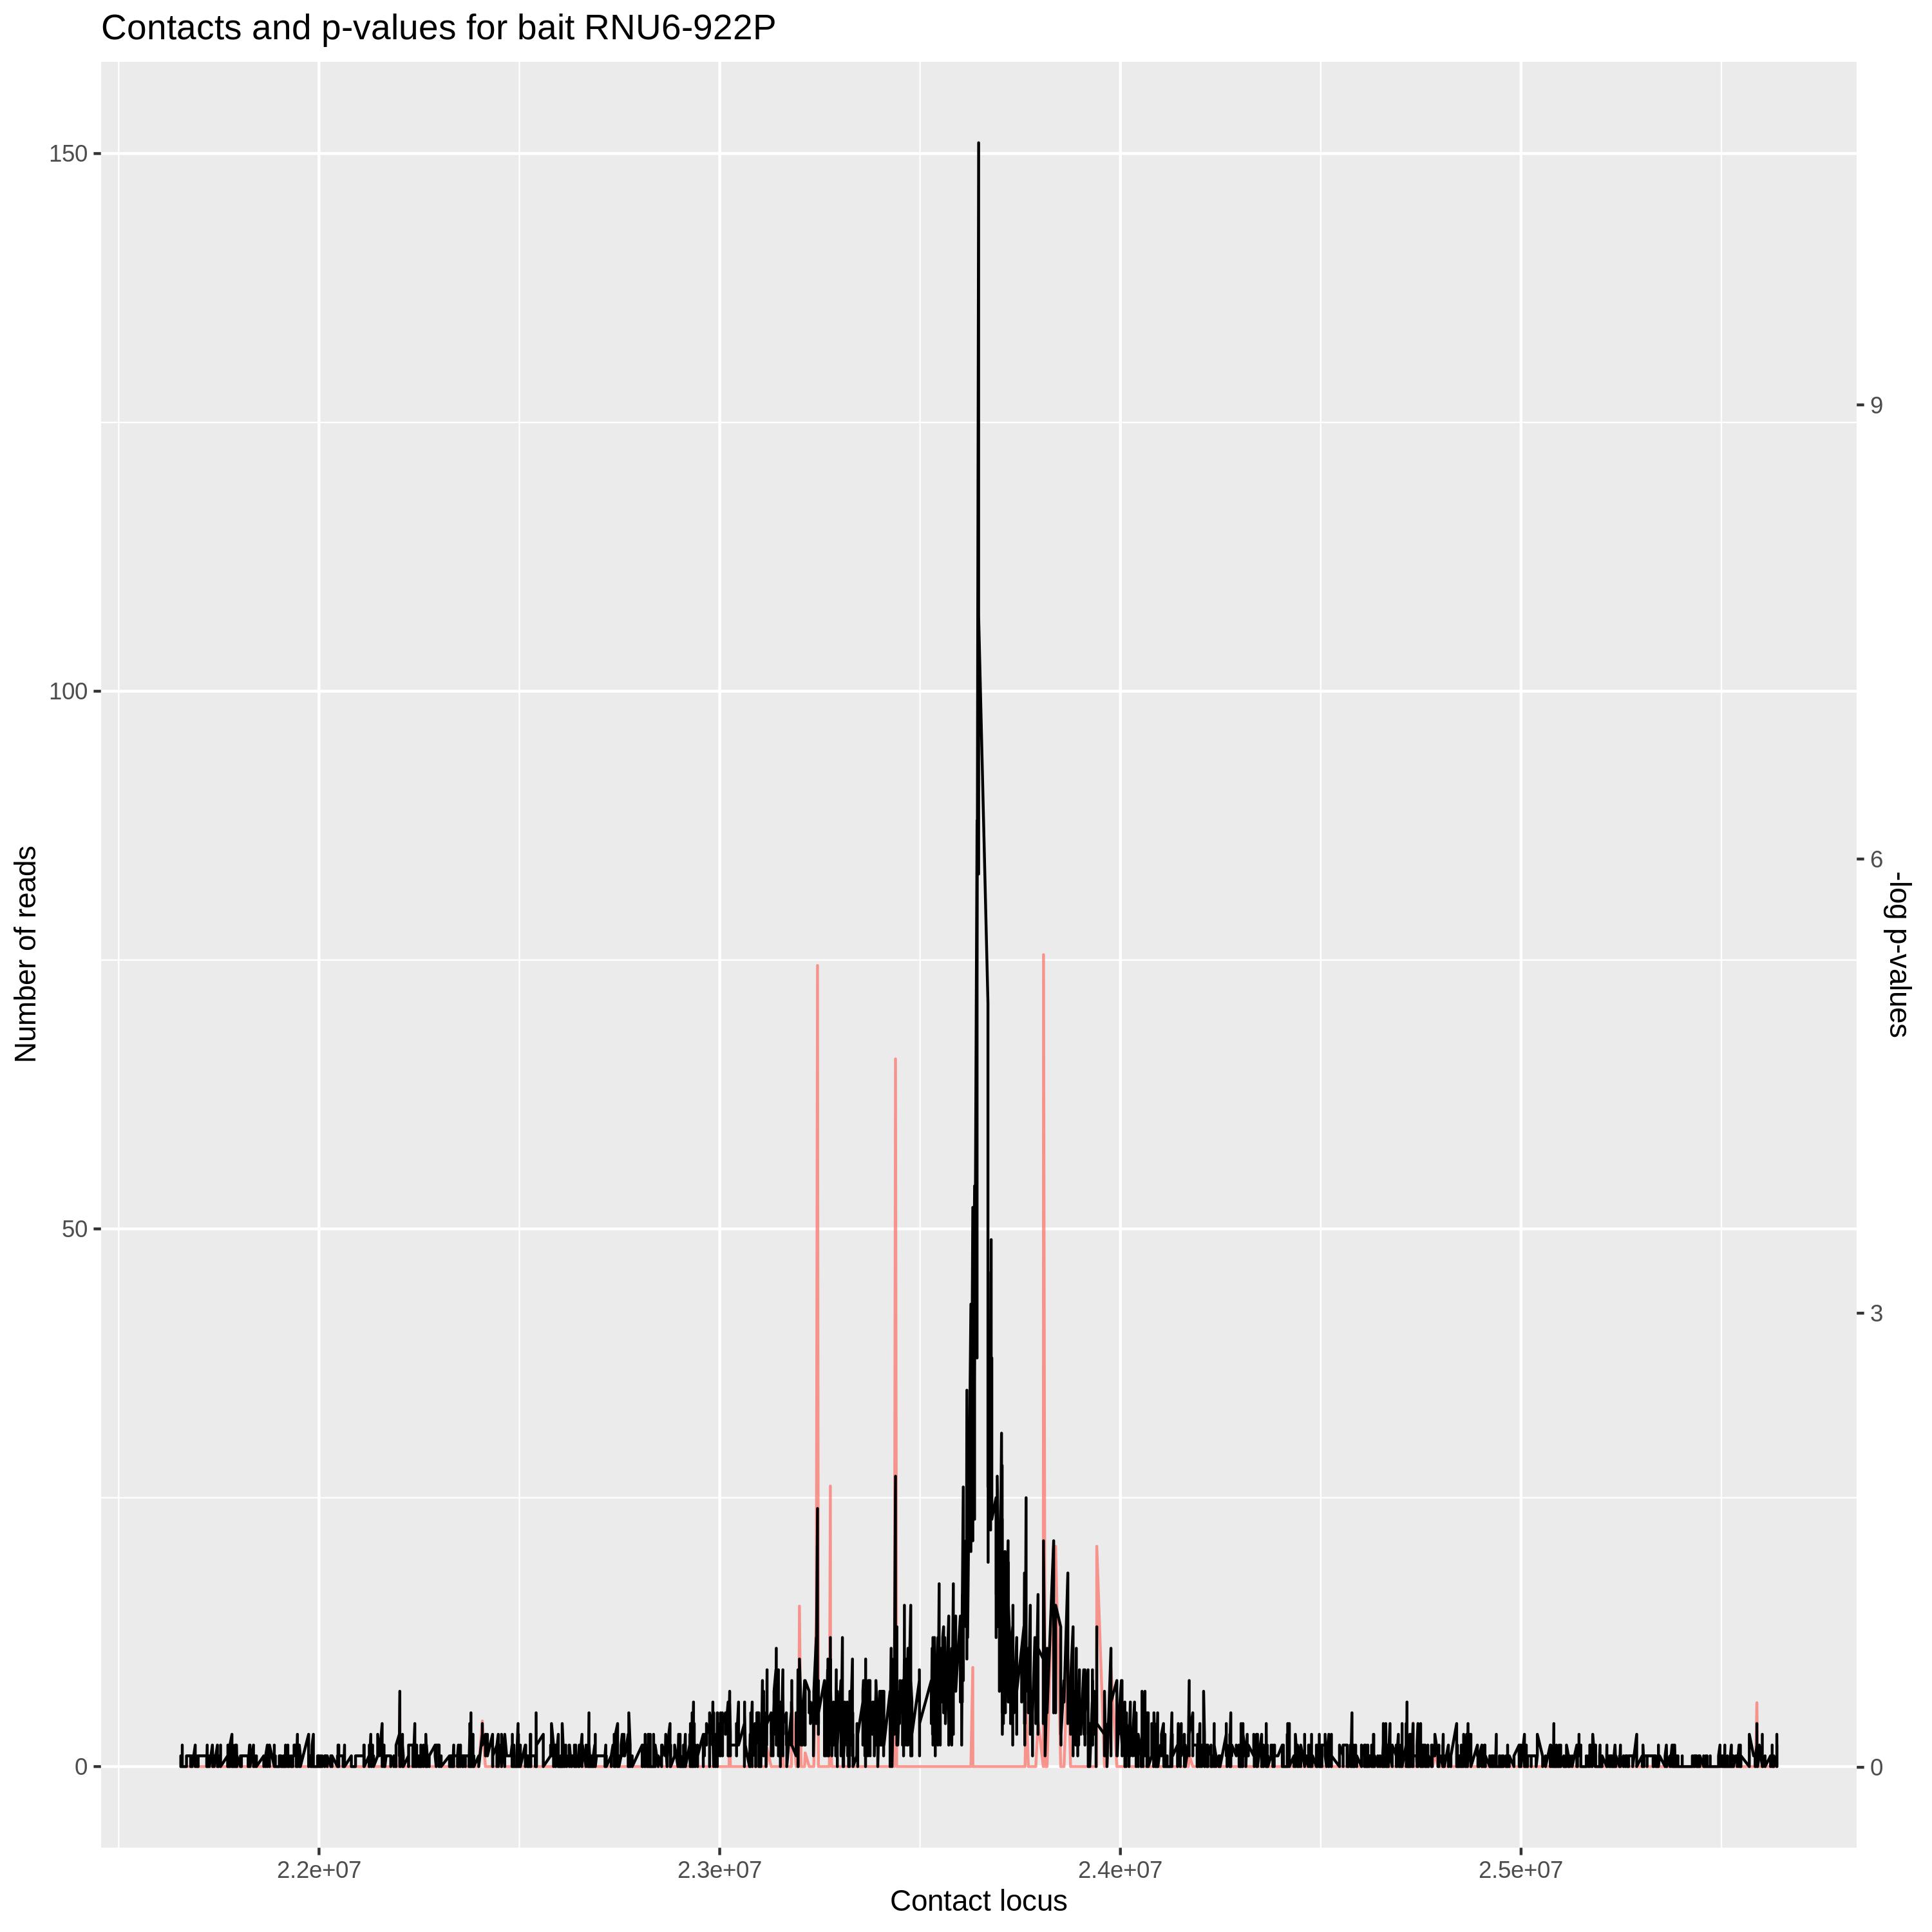 Contacts and p-values for bait RNU6-922P
150
100
50
0
Number of reads
9
6
3
0
-log p-values
2.2e+07
2.3e+07
2.4e+07
2.5e+07
Contact locus